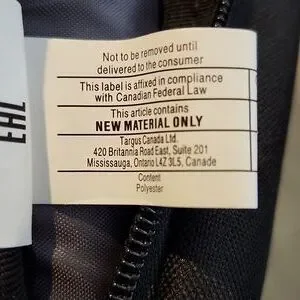 Not to be removed until
delivered to the consumer
This label is affixed in compliance
with Canadian Federal Law
This article contains
NEW MATERIAL ONLY
Targus Canada Ltd.
420 Britannia Road East, Suite 201
Mississauga, Ontario L4Z 3L5, Canada
Content
Polyester
EHL